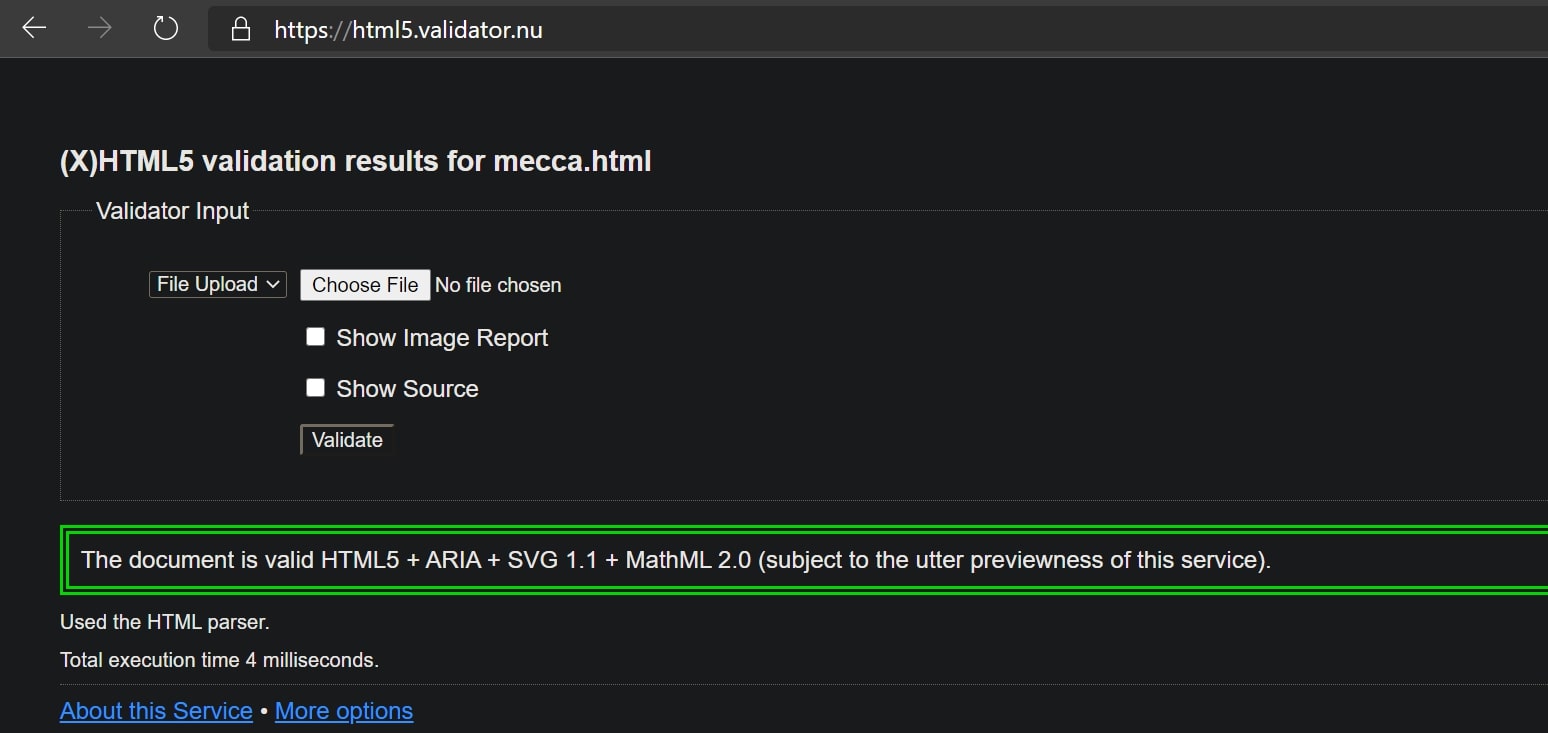 https://html5.validator.nu
(X)HTML5 validation results for mecca.html
Validator Input
File Upload Choose File No file chosen
Show Image Report
Show Source
Validate
The document is valid HTML5 + ARIA + SVG 1.1 + MathML 2.0 (subject to the utter previewness of this service).
Used the HTML parser.
Total execution time 4 milliseconds.
About this Service • More options